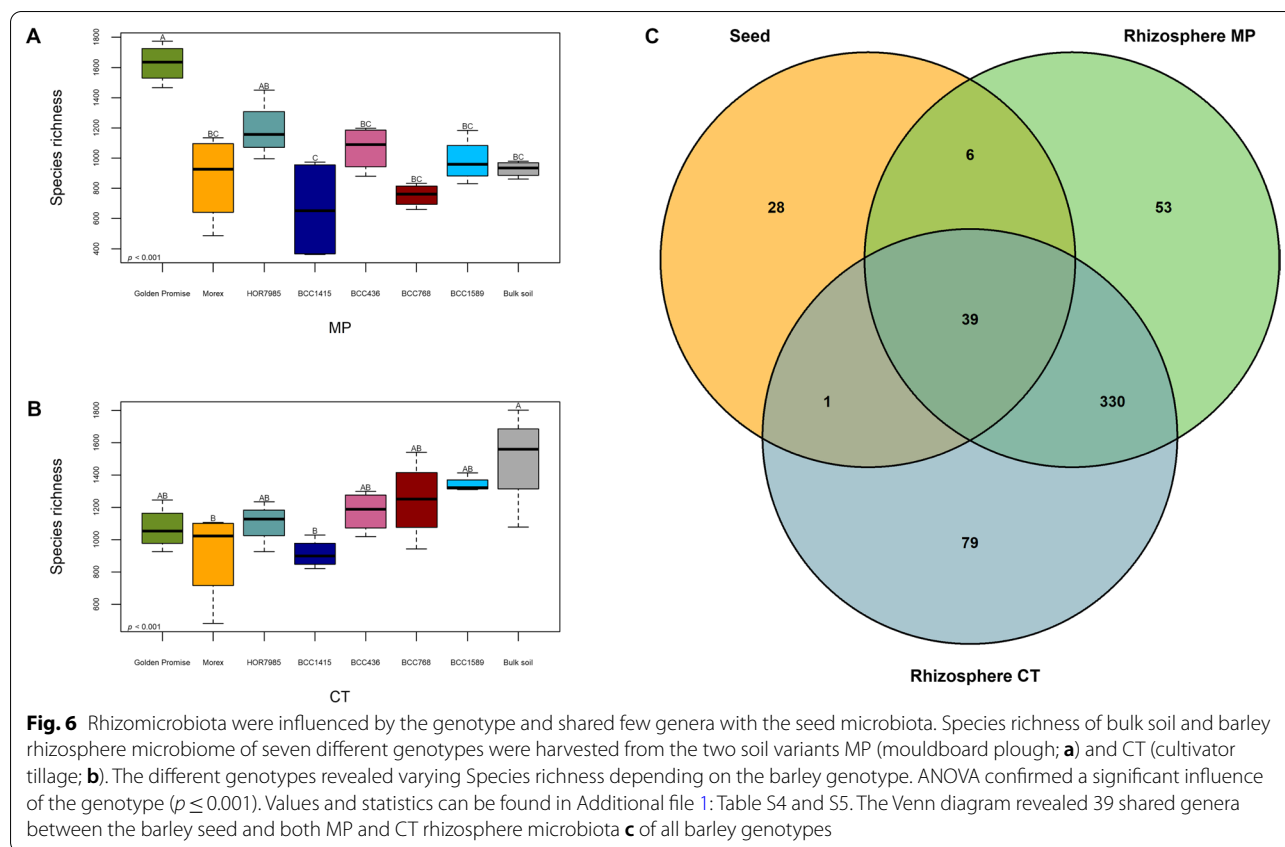 A
Species richness
1800
1600
1400
1200
1000
800
600
400
A
BC
AB
C
BC
BC
BC
BC
p < 0.001
Golden Promise Morex HOR7985 BCC1415 BCC436 BCC768 BCC1589 Bulk soil
MP
B
Species richness
1800
1600
1400
1200
1000
800
600
AB
B
AB
B
AB
AB
AB
A
p < 0.001
Golden Promise Morex HOR7985 BCC1415 BCC436 BCC768 BCC1589 Bulk soil
CT
C
Seed
Rhizosphere MP
6
28
53
39
1
330
79
Rhizosphere CT
Fig. 6 Rhizomicrobiota were influenced by the genotype and shared few genera with the seed microbiota. Species richness of bulk soil and barley
rhizosphere microbiome of seven different genotypes were harvested from the two soil variants MP (mouldboard plough; a) and CT (cultivator
tillage; b). The different genotypes revealed varying Species richness depending on the barley genotype. ANOVA confirmed a significant influence
of the genotype (p ≤ 0.001). Values and statistics can be found in Additional file 1: Table S4 and S5. The Venn diagram revealed 39 shared genera
between the barley seed and both MP and CT rhizosphere microbiota c of all barley genotypes